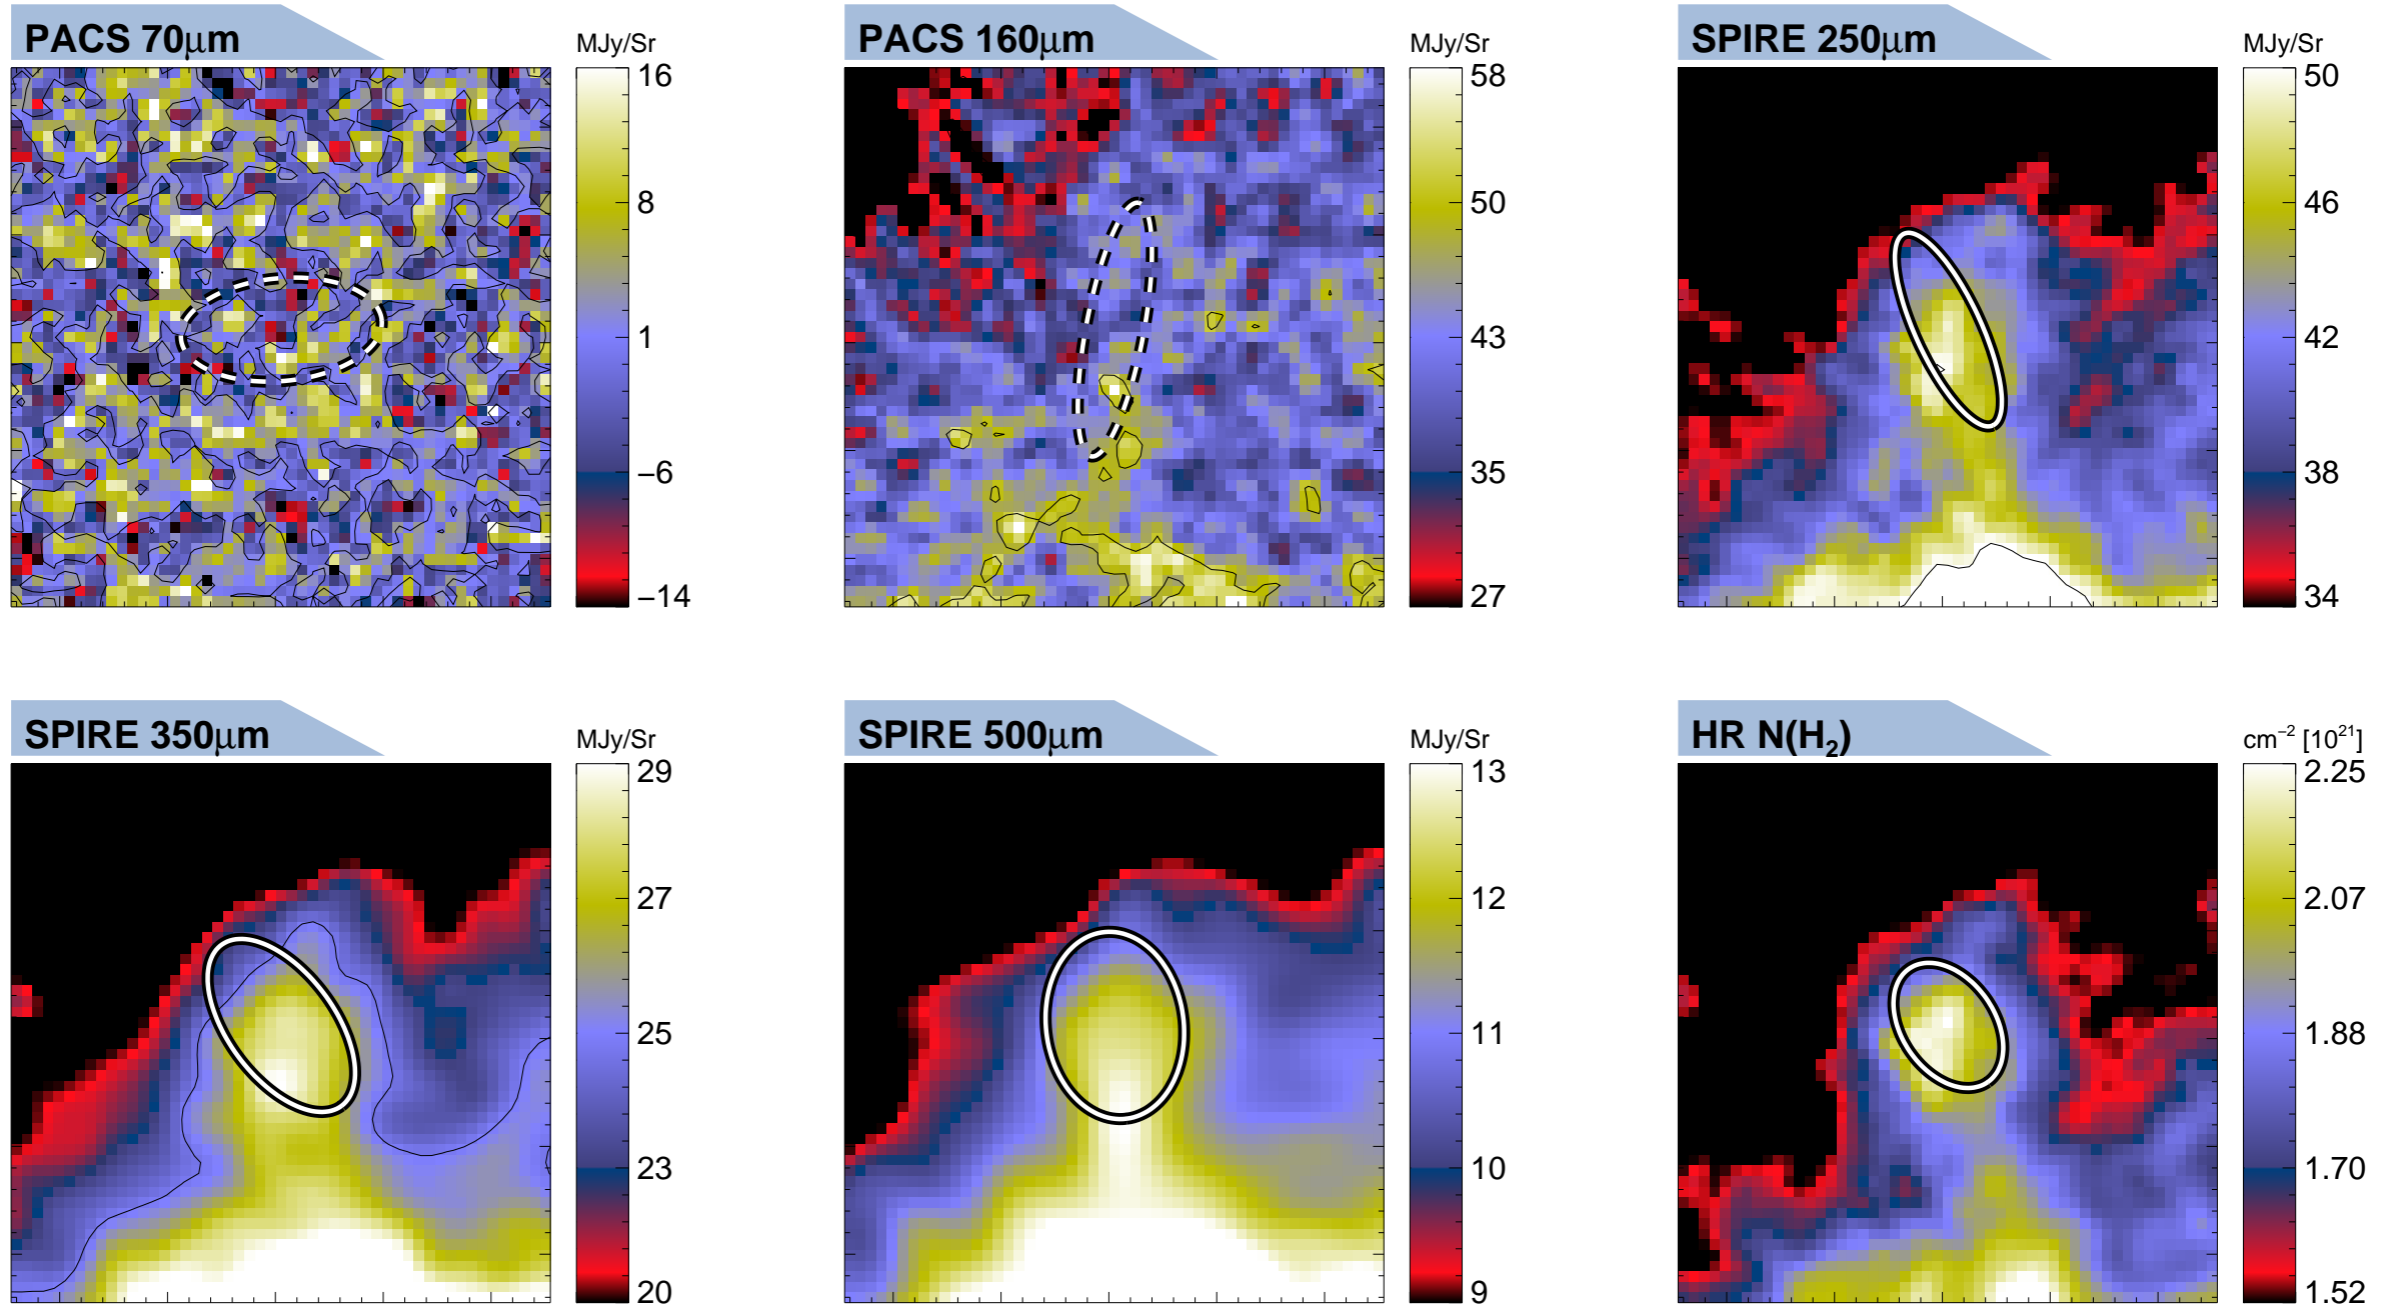 PACS 70μm
MJy/Sr
16
8
1
−6
−14
PACS 160μm
MJy/Sr
58
50
43
35
27
SPIRE 250μm
MJy/Sr
50
46
42
38
34
SPIRE 350μm
MJy/Sr
29
27
25
23
20
SPIRE 500μm
MJy/Sr
13
12
11
10
9
HR N(H₂)
cm⁻² [10²¹]
2.25
2.07
1.88
1.70
1.52